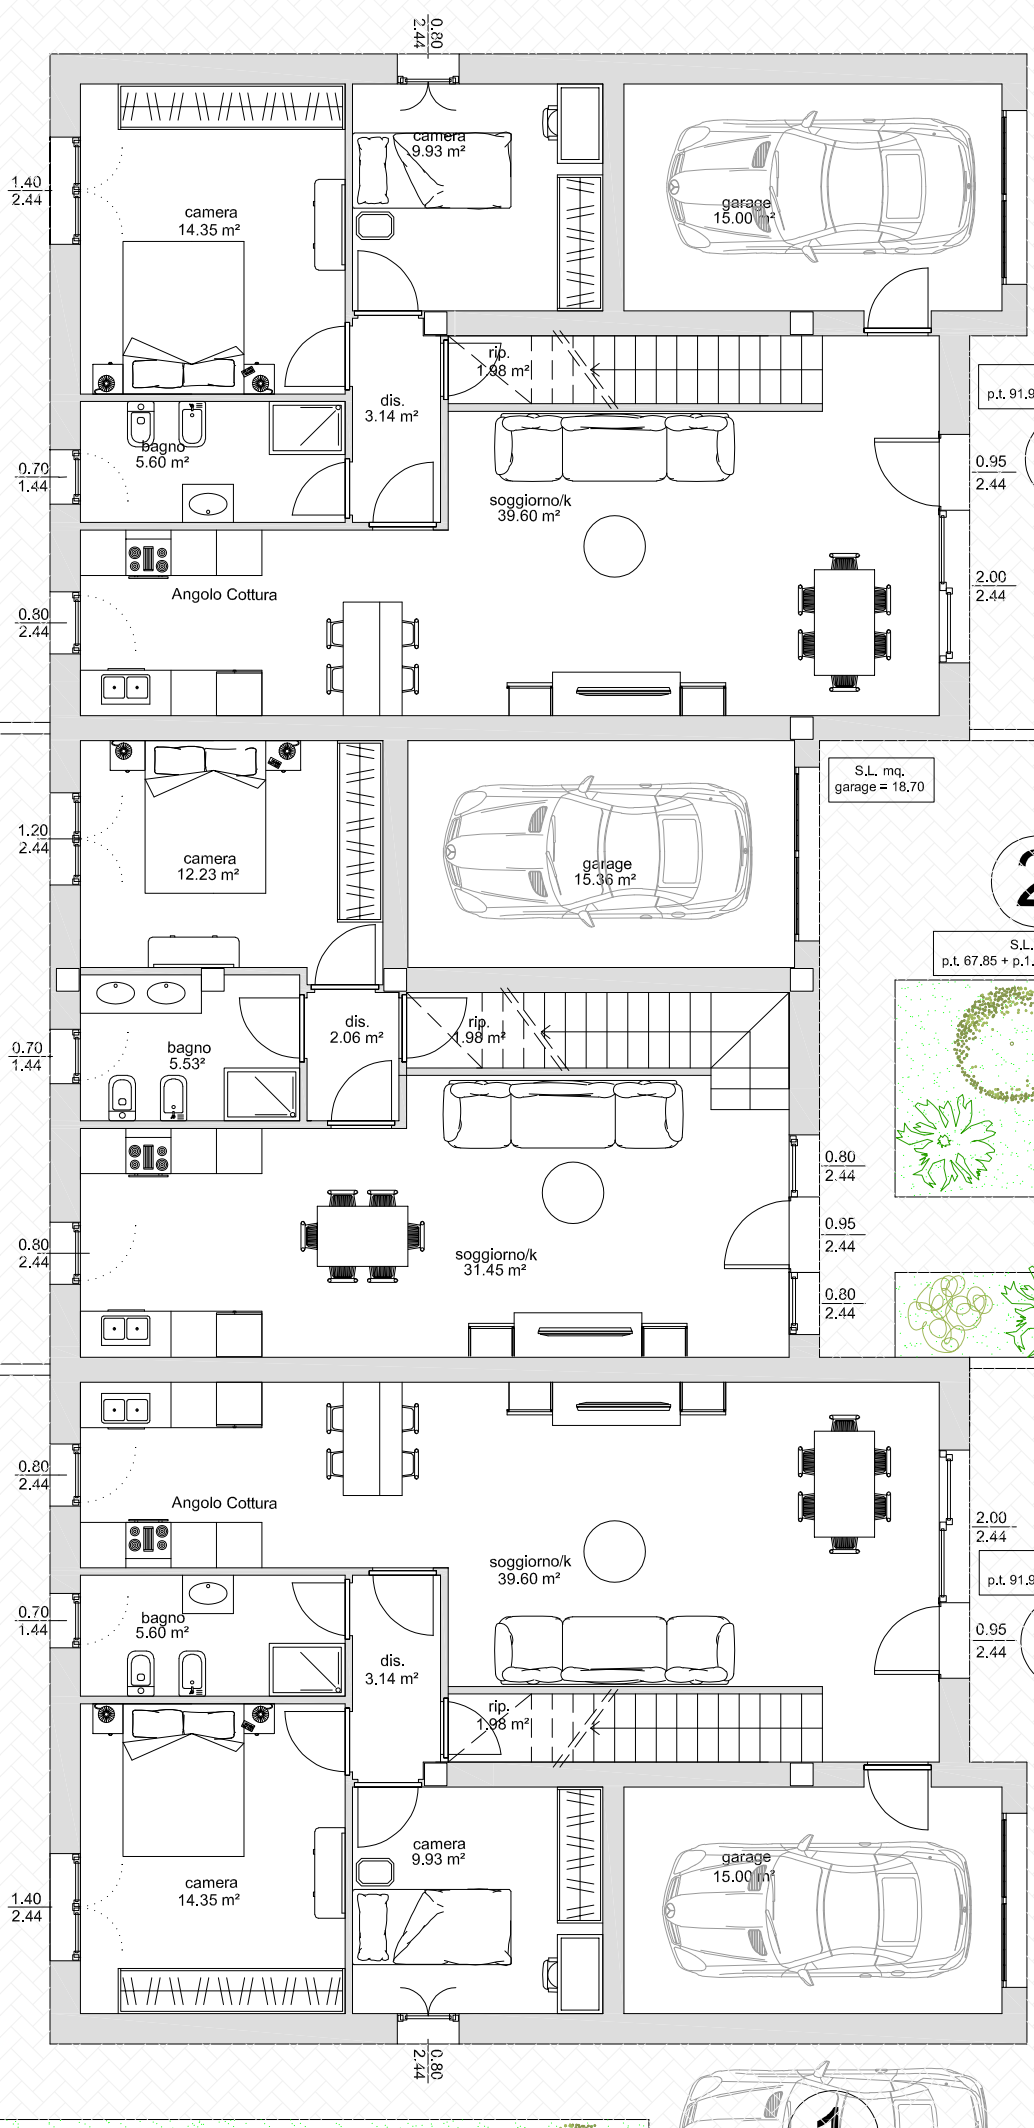 0.80
2.44
camera
9.93 m²
1.40
2.44
camera
14.35 m²
garage
15.00 m²
rip.
1.98 m²
dis.
3.14 m²
p.t. 91.9
bagno
5.60 m²
0.70
1.44
0.95
2.44
soggiorno/k
39.60 m²
Angolo Cottura
2.00
2.44
0.80
2.44
S.L. mq.
garage = 18.70
1.20
2.44
camera
12.23 m²
garage
15.36 m²
2
S.L.
p.t. 67.85 + p.1.
dis.
2.06 m²
rip.
1.98 m²
0.70
1.44
bagno
5.53²
0.80
2.44
0.95
2.44
0.80
2.44
soggiorno/k
31.45 m²
0.80
2.44
0.80
2.44
Angolo Cottura
2.00
2.44
soggiorno/k
39.60 m²
p.t. 91.9
0.70
1.44
bagno
5.60 m²
0.95
2.44
dis.
3.14 m²
rip.
1.98 m²
camera
9.93 m²
garage
15.00 m²
camera
14.35 m²
1.40
2.44
0.80
2.44
1